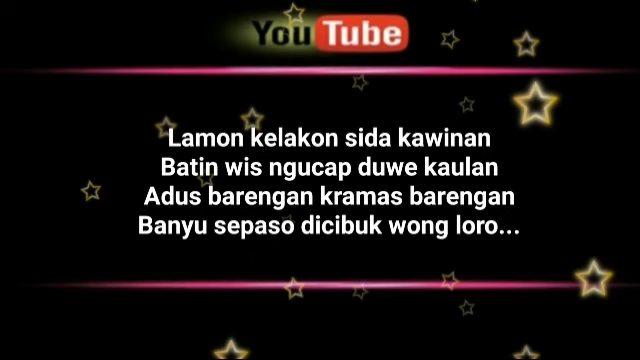 YouTube
Lamon kelakon sida kawinan
Batin wis ngucap duwe kaulan
Adus barengan kramas barengan
Banyu sepaso dicibuk wong loro...